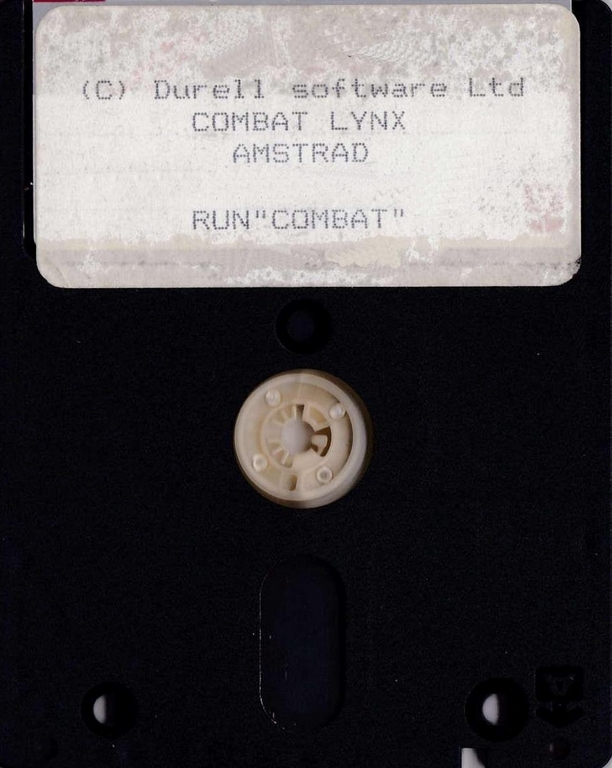 (C) Durell software Ltd
COMBAT LYNX
AMSTRAD
RUN"COMBAT"